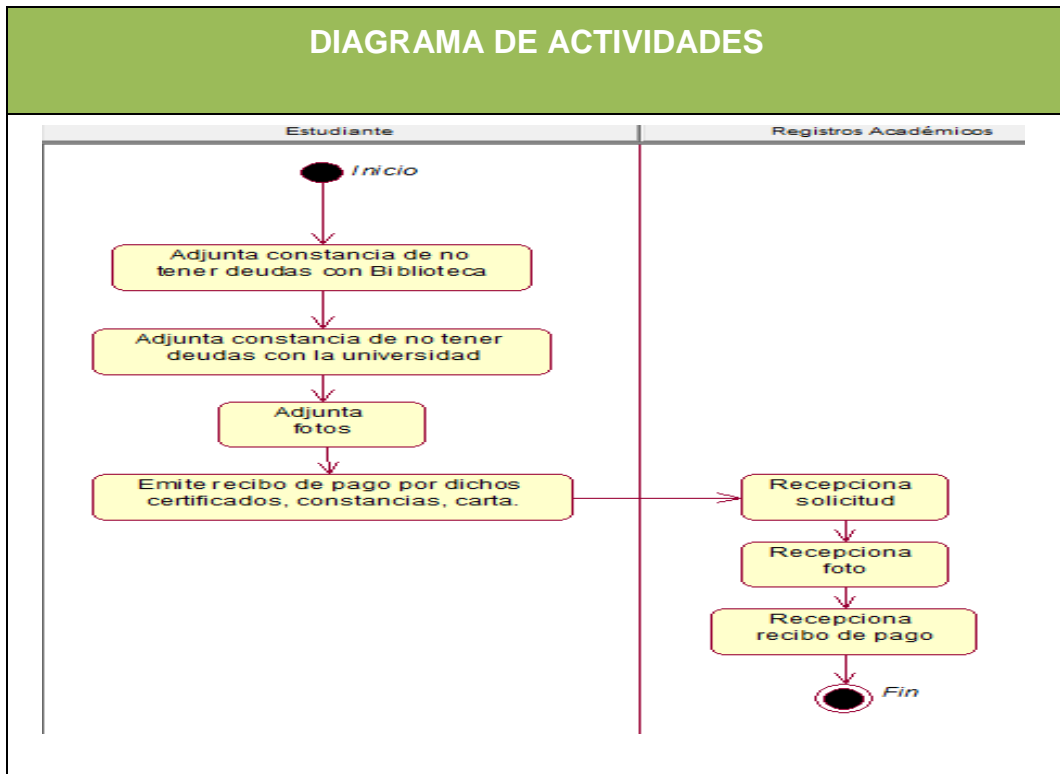 DIAGRAMA DE ACTIVIDADES
Estudiante
Registros Académicos
Inicio
Adjunta constancia de no
tener deudas con Biblioteca
Adjunta constancia de no tener
deudas con la universidad
Adjunta
fotos
Emite recibo de pago por dichos
certificados, constancias, carta.
Recepciona
solicitud
Recepciona
foto
Recepciona
recibo de pago
Fin